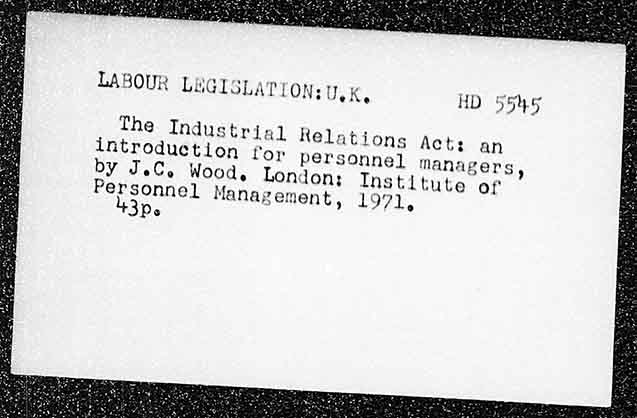 LABOUR LEGISLATION:U.K.
HD 5545
The Industrial Relations Act: an
introduction for personnel managers,
by J.C. Wood. London: Institute of
Personnel Management, 1971.
43p.